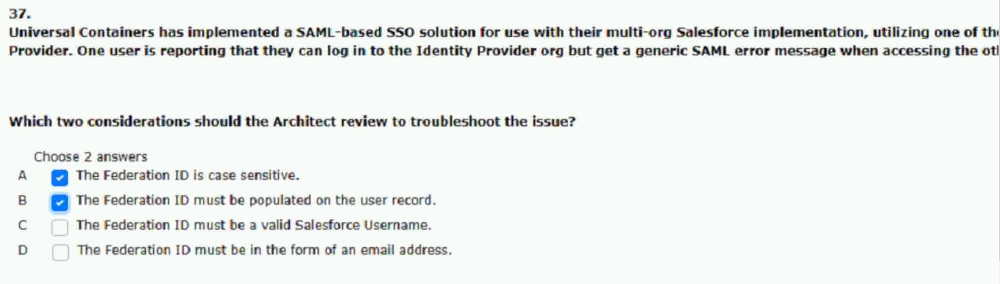 37.
Universal Containers has implemented a SAML-based SSO solution for use with their multi-org Salesforce implementation, utilizing one of
Provider. One user is reporting that they can log in to the Identity Provider org but get a generic SAML error message when accessing the
Which two considerations should the Architect review to troubleshoot the issue?
Choose 2 answers
A The Federation ID is case sensitive.
B The Federation ID must be populated on the user record.
C The Federation ID must be a valid Salesforce Username.
D The Federation ID must be in the form of an email address.